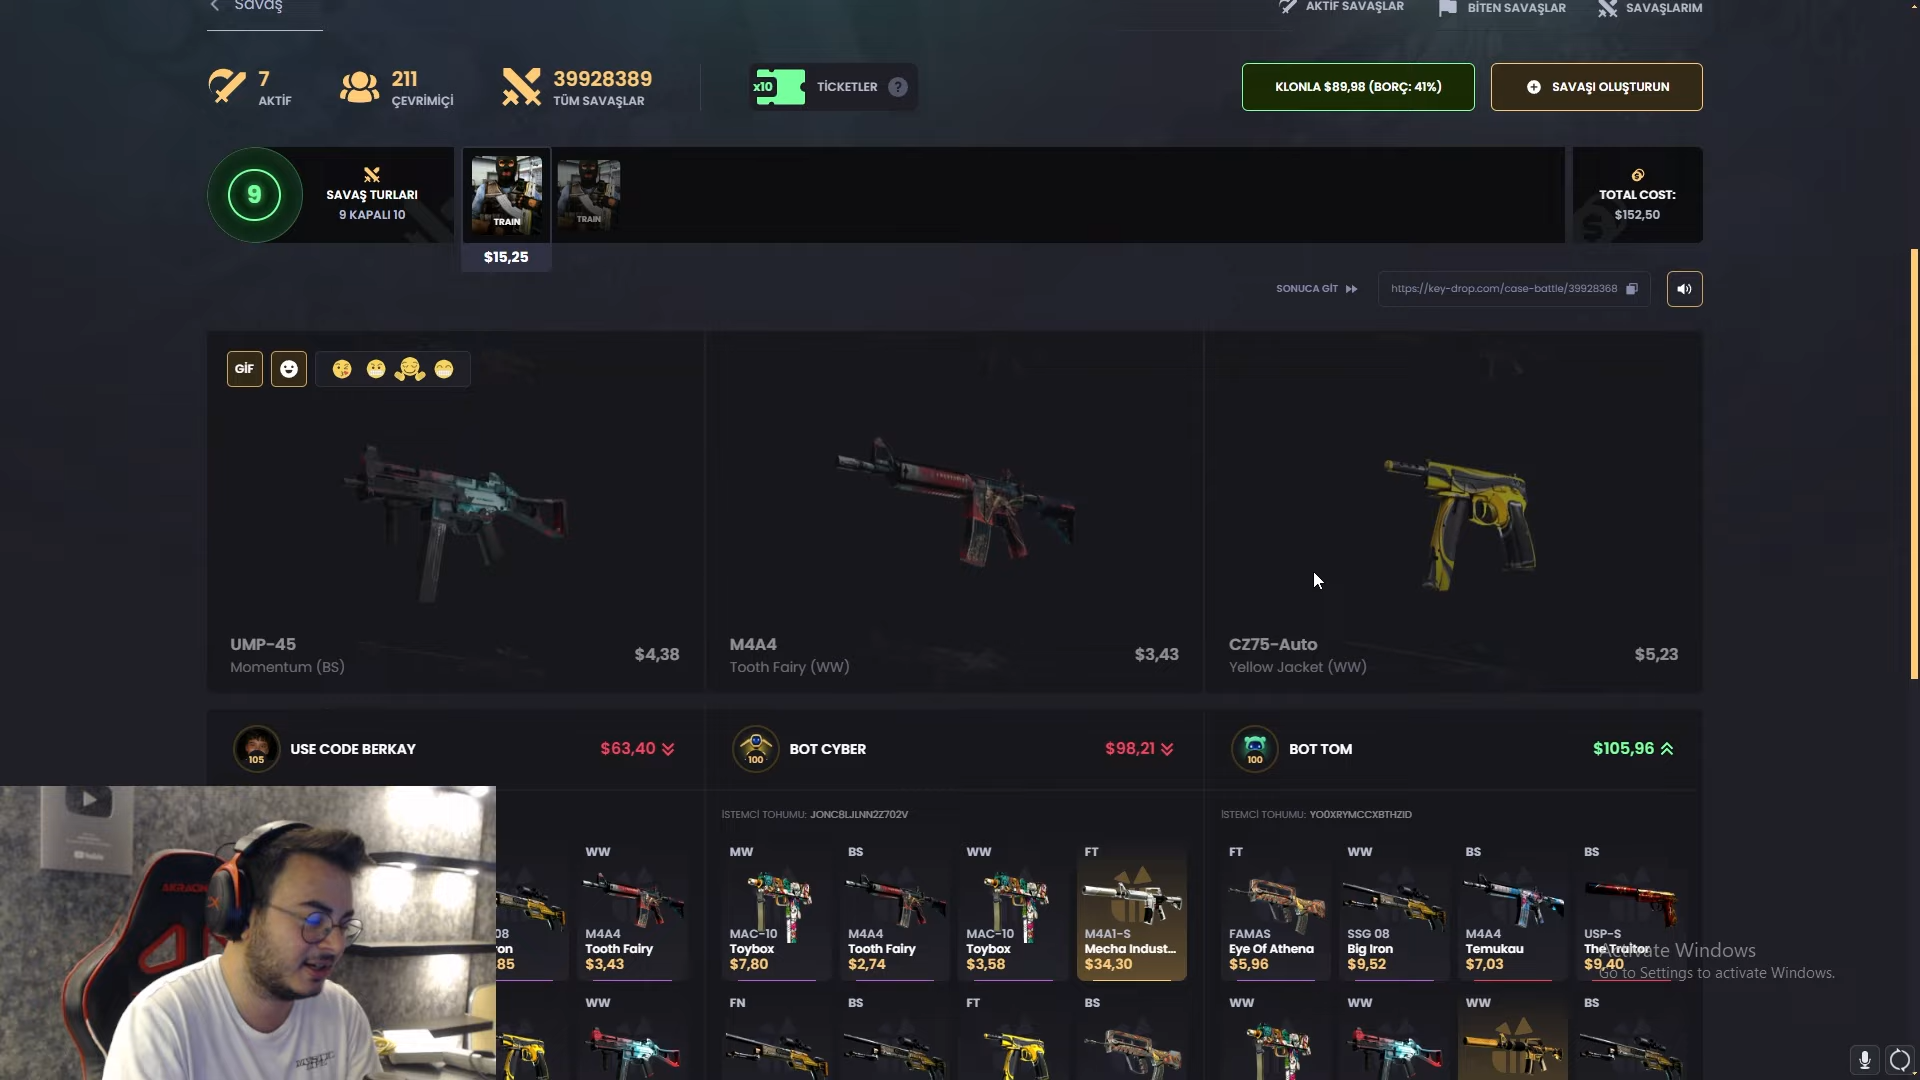 Savaş
AKTİF SAVAŞLAR
BİTEN SAVAŞLAR
SAVAŞLARIM
7
AKTİF
211
ÇEVRİMİÇİ
39928389
TÜM SAVAŞLAR
x10
TİCKETLER
?
KLONLA $89,98 (BORÇ: 41%)
SAVAŞI OLUŞTURUN
9
SAVAŞ TURLARI
9 KAPALI 10
TRAIN
TRAIN
$15,25
TOTAL COST:
$152,50
SONUCA GİT
https://key-drop.com/case-battle/39928368
GİF
UMP-45
Momentum (BS)
$4,38
M4A4
Tooth Fairy (WW)
$3,43
CZ75-Auto
Yellow Jacket (WW)
$5,23
105
USE CODE BERKAY
$63,40
100
BOT CYBER
$98,21
100
BOT TOM
$105,96
İSTEMCİ TOHUMU: JONC8LJLNN2Z702V
İSTEMCİ TOHUMU: YO0XRYMCCXBTHZID
WW
M4A4
Tooth Fairy
$3,43
MW
MAC-10
Toybox
$7,80
BS
M4A4
Tooth Fairy
$2,74
WW
MAC-10
Toybox
$3,58
FT
M4A1-S
Mecha Indust...
$34,30
FT
FAMAS
Eye Of Athena
$5,96
WW
SSG 08
Big Iron
$9,52
BS
M4A4
Temukau
$7,03
BS
USP-S
The Traitor
$9,40
08
ron
85
WW
FN
BS
FT
BS
WW
WW
WW
BS
Activate Windows
Go to Settings to activate Windows.
AKRACING
YouTube